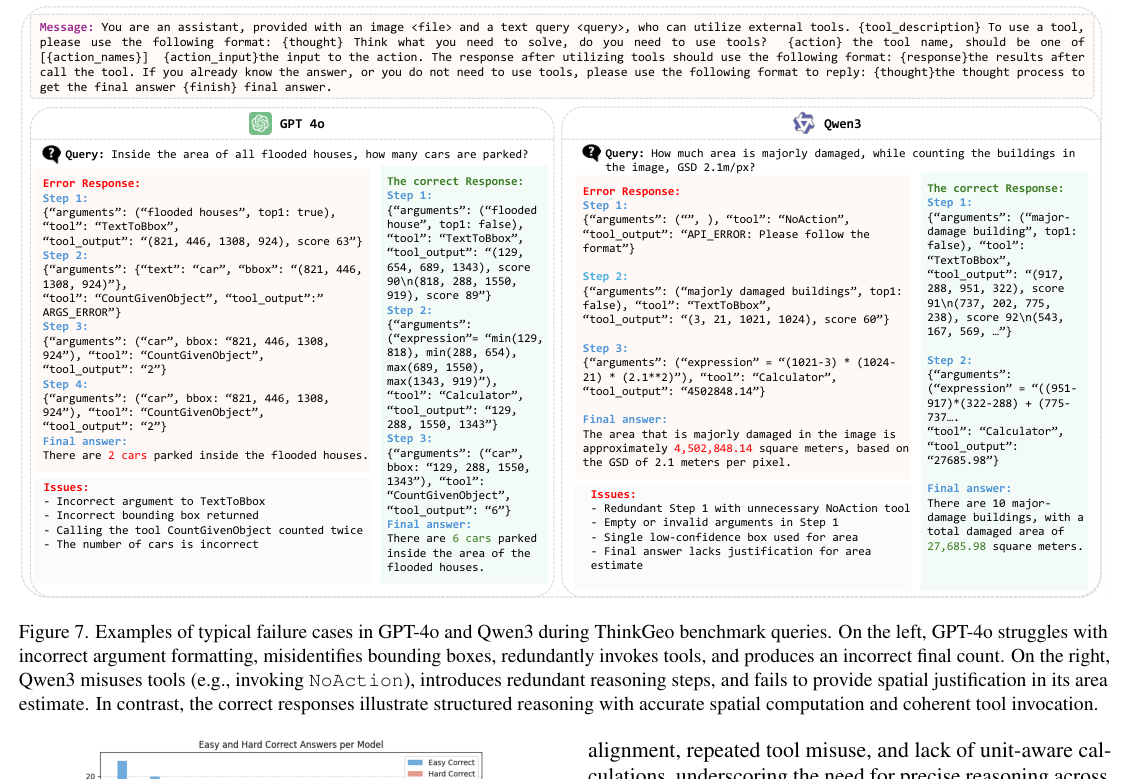 Message: You are an assistant, provided with an image <file> and a text query <query>, who can utilize external tools. {tool_description} To use a tool,
please use the following format: {thought} Think what you need to solve, do you need to use tools? {action} the tool name, should be one of
[{action_names}] {action_input}the input to the action. The response after utilizing tools should use the following format: {response}the results after
call the tool. If you already know the answer, or you do not need to use tools, please use the following format to reply: {thought}the thought process to
get the final answer {finish} final answer.
GPT 4o
Query: Inside the area of all flooded houses, how many cars are parked?
Error Response:
Step 1:
{“arguments”: (“flooded houses”, top1: true),
“tool”: “TextToBbox”,
“tool_output”: “(821, 446, 1308, 924), score 63”}
Step 2:
{“arguments”: {“text”: “car”, “bbox”: “(821, 446,
1308, 924)”},
“tool”: “CountGivenObject”, “tool_output”:”
ARGS_ERROR”}
Step 3:
{“arguments”: (“car”, bbox: “821, 446, 1308,
924”), “tool”: “CountGivenObject”,
“tool_output”: “2”}
Step 4:
{“arguments”: (“car”, bbox: “821, 446, 1308,
924”), “tool”: “CountGivenObject”,
“tool_output”: “2”}
Final answer:
There are 2 cars parked inside the flooded houses.
Issues:
- Incorrect argument to TextToBbox
- Incorrect bounding box returned
- Calling the tool CountGivenObject counted twice
- The number of cars is incorrect
The correct Response:
Step 1:
{“arguments”: (“flooded
house”, top1: false),
“tool”: “TextToBbox”,
“tool_output”: “(129,
654, 689, 1343), score
90\n(818, 288, 1550,
919), score 89”}
Step 2:
{“arguments”:
(“expression”= “min(129,
818), min(288, 654),
max(689, 1550),
max(1343, 919)”),
“tool”: “Calculator”,
“tool_output”: “129,
288, 1550, 1343”}
Step 3:
{“arguments”: (“car”,
bbox: “129, 288, 1550,
1343”), “tool”:
“CountGivenObject”,
“tool_output”: “6”}
Final answer:
There are 6 cars parked
inside the area of the
flooded houses.
Qwen3
Query: How much area is majorly damaged, while counting the buildings in
the image, GSD 2.1m/px?
Error Response:
Step 1:
{“arguments”: (“”, ), “tool”: “NoAction”,
“tool_output”: “API_ERROR: Please follow the
format”}
Step 2:
{“arguments”: (“majorly damaged buildings”, top1:
false), “tool”: “TextToBbox”,
“tool_output”: “(3, 21, 1021, 1024), score 60”}
Step 3:
{“arguments”: (“expression” = “(1021-3) * (1024-
21) * (2.1**2)”), “tool”: “Calculator”,
“tool_output”: “4502848.14”}
Final answer:
The area that is majorly damaged in the image is
approximately 4,502,848.14 square meters, based on
the GSD of 2.1 meters per pixel.
Issues:
- Redundant Step 1 with unnecessary NoAction tool
- Empty or invalid arguments in Step 1
- Single low-confidence box used for area
- Final answer lacks justification for area
estimate
The correct Response:
Step 1:
{“arguments”: (“major-
damage building”, top1:
false), “tool”:
“TextToBbox”,
“tool_output”: “(917,
288, 951, 322), score
91\n(737, 202, 775,
238), score 92\n(543,
167, 569, …”}
Step 2:
{“arguments”:
(“expression” = “((951-
917)*(322-288) + (775-
737….
“tool”: “Calculator”,
“tool_output”:
“27685.98”}
Final answer:
There are 10 major-
damage buildings, with a
total damaged area of
27,685.98 square meters.
Figure 7. Examples of typical failure cases in GPT-4o and Qwen3 during ThinkGeo benchmark queries. On the left, GPT-4o struggles with
incorrect argument formatting, misidentifies bounding boxes, redundantly invokes tools, and produces an incorrect final count. On the right,
Qwen3 misuses tools (e.g., invoking NoAction), introduces redundant reasoning steps, and fails to provide spatial justification in its area
estimate. In contrast, the correct responses illustrate structured reasoning with accurate spatial computation and coherent tool invocation.
Easy and Hard Correct Answers per Model
Easy Correct
Hard Correct
20
alignment, repeated tool misuse, and lack of unit-aware cal-
culations, underscoring the need for precise reasoning across